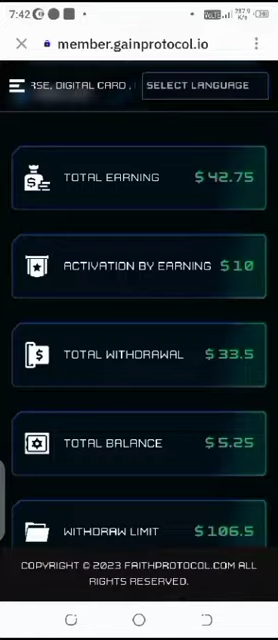 7:42
VoLTE
member.gainprotocol.io
RSE, DIGITAL CARD ,
SELECT LANGUAGE
TOTAL EARNING $ 42.75
ACTIVATION BY EARNING $ 10
TOTAL WITHDRAWAL $ 33.5
TOTAL BALANCE $ 5.25
WITHDRAW LIMIT $ 106.5
COPYRIGHT © 2023 FAITHPROTOCOL.COM ALL
RIGHTS RESERVED.